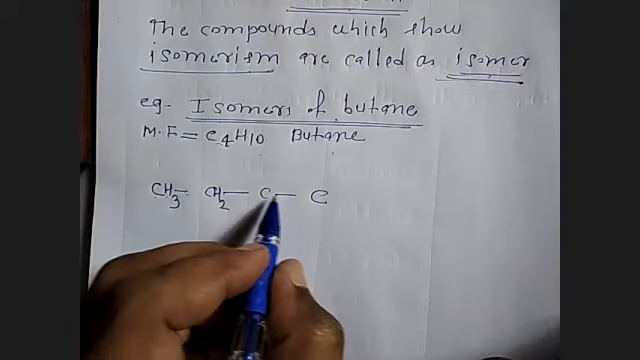 The compounds which show
isomerism are called as isomer
eg- Isomers of butane
M.F = C4H10 Butane
CH3- CH2- C- C